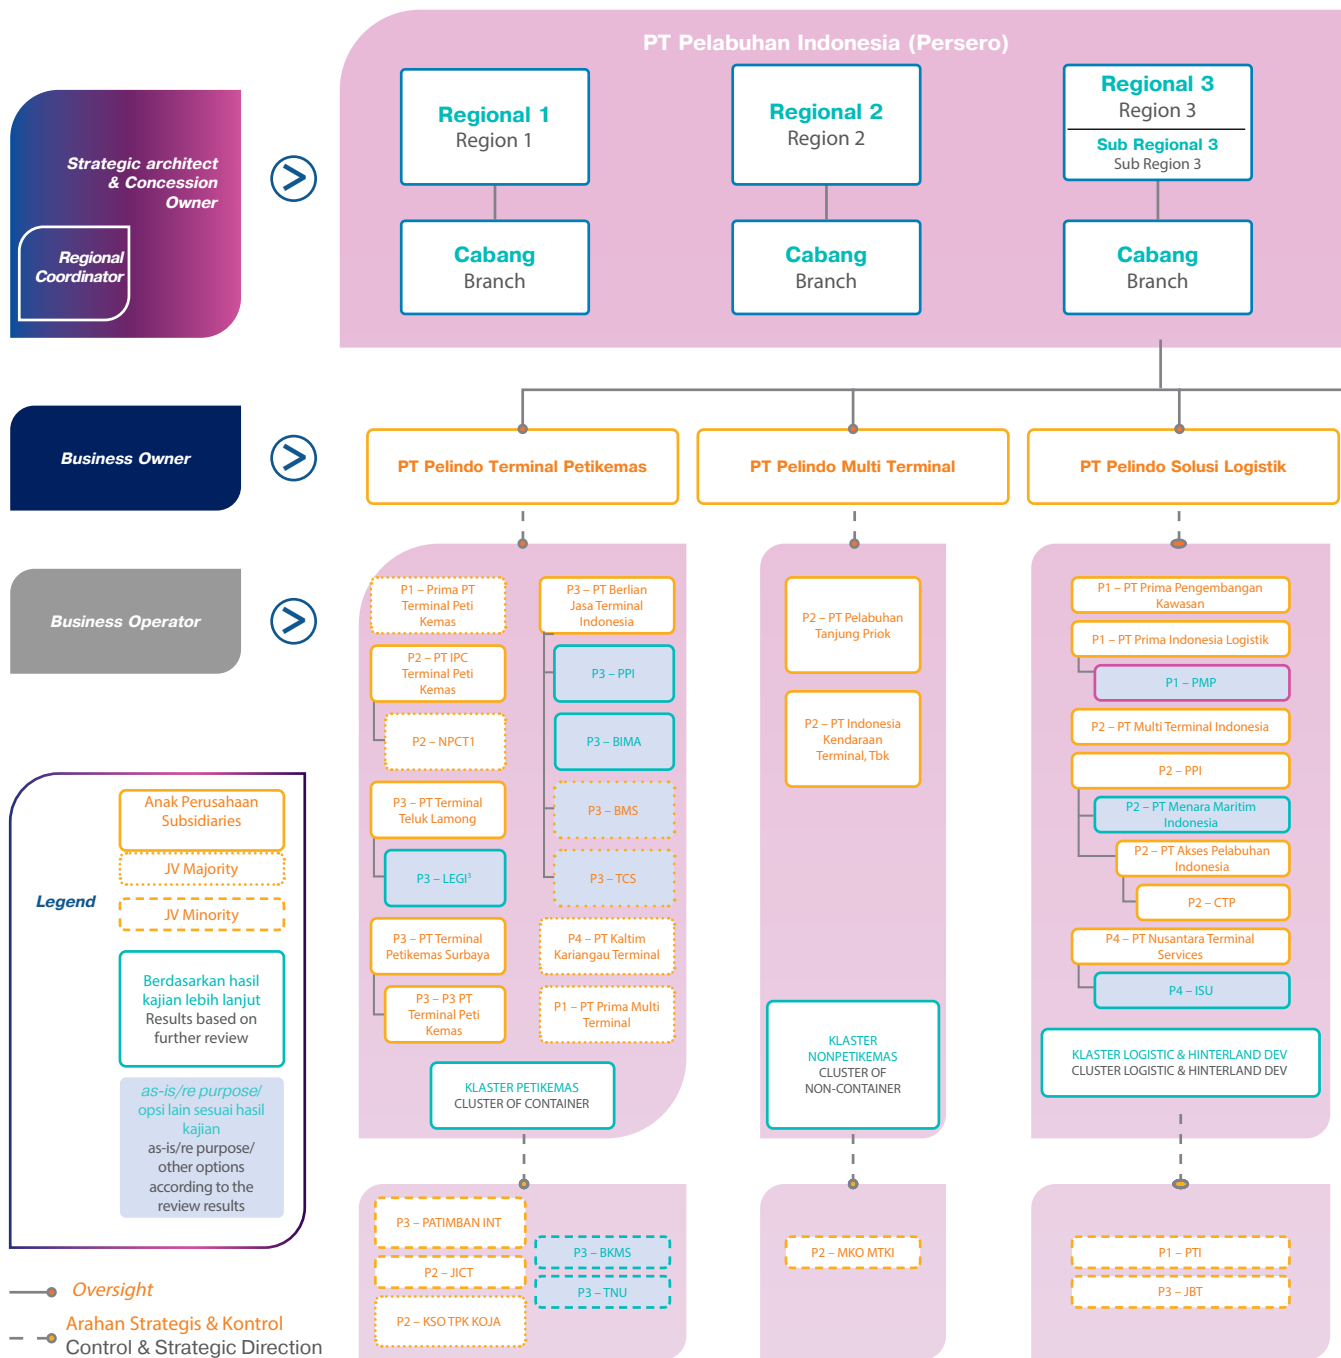 PT Pelabuhan Indonesia (Persero)
Strategic architect
& Concession
Owner
Regional
Coordinator
Regional 1
Region 1
Regional 2
Region 2
Regional 3
Region 3
Sub Regional 3
Sub Region 3
Cabang
Branch
Cabang
Branch
Cabang
Branch
Business Owner
PT Pelindo Terminal Petikemas
PT Pelindo Multi Terminal
PT Pelindo Solusi Logistik
Business Operator
P1 – Prima PT
Terminal Peti
Kemas
P2 – PT IPC
Terminal Peti
Kemas
P2 – NPCT1
P3 – PT Terminal
Teluk Lamong
P3 – LEGI³
P3 – PT Terminal
Petikemas Surbaya
P3 – P3 PT
Terminal Peti
Kemas
P3 – PT Berlian
Jasa Terminal
Indonesia
P3 – PPI
P3 – BIMA
P3 – BMS
P3 – TCS
P4 – PT Kaltim
Kariangau Terminal
P1 – PT Prima Multi
Terminal
KLASTER PETIKEMAS
CLUSTER OF CONTAINER
P2 – PT Pelabuhan
Tanjung Priok
P2 – PT Indonesia
Kendaraan
Terminal, Tbk
KLASTER
NONPETIKEMAS
CLUSTER OF
NON-CONTAINER
P1 – PT Prima Pengembangan
Kawasan
P1 – PT Prima Indonesia Logistik
P1 – PMP
P2 – PT Multi Terminal Indonesia
P2 – PPI
P2 – PT Menara Maritim
Indonesia
P2 – PT Akses Pelabuhan
Indonesia
P2 – CTP
P4 – PT Nusantara Terminal
Services
P4 – ISU
KLASTER LOGISTIC & HINTERLAND DEV
CLUSTER LOGISTIC & HINTERLAND DEV
P3 – PATIMBAN INT
P2 – JICT
P2 – KSO TPK KOJA
P3 – BKMS
P3 – TNU
P2 – MKO MTKI
P1 – PTI
P3 – JBT
Legend
Anak Perusahaan
Subsidiaries
JV Majority
JV Minority
Berdasarkan hasil
kajian lebih lanjut
Results based on
further review
as-is/re purpose/
opsi lain sesuai hasil
kajian
as-is/re purpose/
other options
according to the
review results
Oversight
Arahan Strategis & Kontrol
Control & Strategic Direction